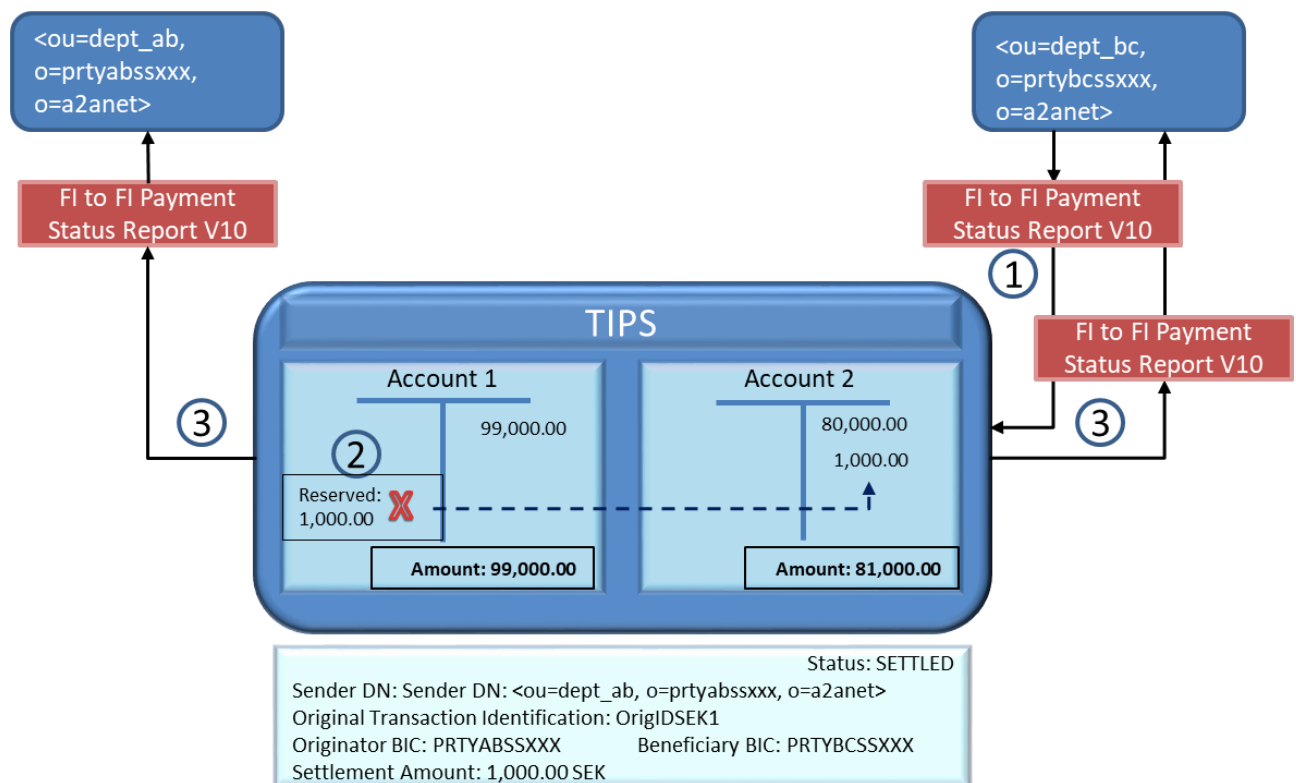 <ou=dept_ab,
o=prtyabssxxx,
o=a2anet>
<ou=dept_bc,
o=prtybcssxxx,
o=a2anet>
FI to FI Payment
Status Report V10
FI to FI Payment
Status Report V10
1
FI to FI Payment
Status Report V10
TIPS
3
3
Account 1
99,000.00
2
Reserved:
1,000.00
X
Amount: 99,000.00
Account 2
80,000.00
1,000.00
Amount: 81,000.00
Status: SETTLED
Sender DN: Sender DN: <ou=dept_ab, o=prtyabssxxx, o=a2anet>
Original Transaction Identification: OrigIDSEK1
Originator BIC: PRTYABSSXXX Beneficiary BIC: PRTYBCSSXXX
Settlement Amount: 1,000.00 SEK